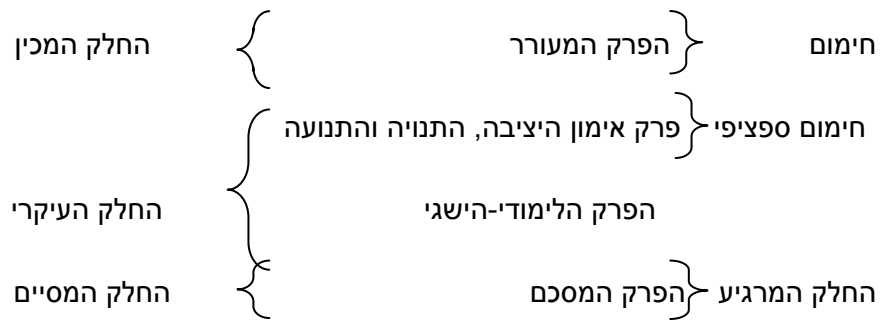 חימום הפרק המעורר החלק המכין
חימום ספציפי פרק אימון היציבה, התנויה והתנועה
הפרק הלימודי-הישגי החלק העיקרי
החלק המרגיע הפרק המסכם החלק המסיים